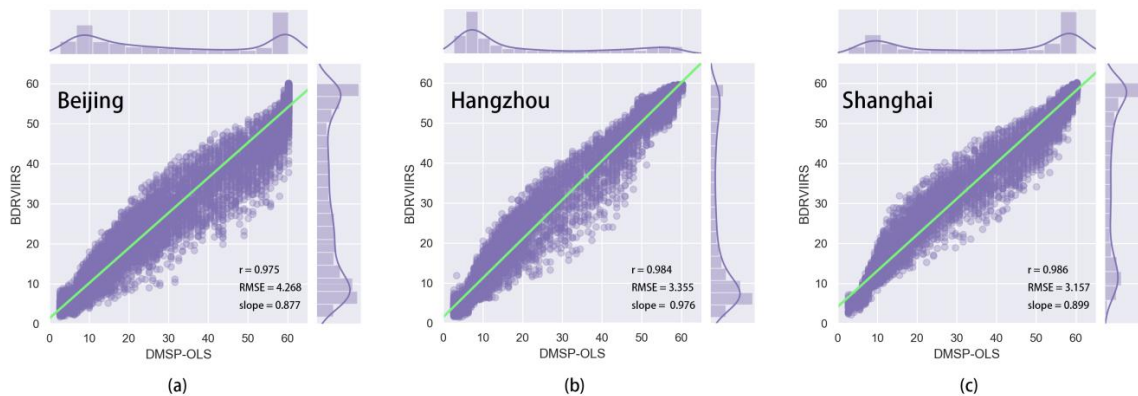 Beijing
60
50
40
30
20
10
0
BDRVIIRS
r = 0.975
RMSE = 4.268
slope = 0.877
0 10 20 30 40 50 60
DMSP-OLS
(a)
Hangzhou
60
50
40
30
20
10
0
BDRVIIRS
r = 0.984
RMSE = 3.355
slope = 0.976
0 10 20 30 40 50 60
DMSP-OLS
(b)
Shanghai
60
50
40
30
20
10
0
BDRVIIRS
r = 0.986
RMSE = 3.157
slope = 0.899
0 10 20 30 40 50 60
DMSP-OLS
(c)